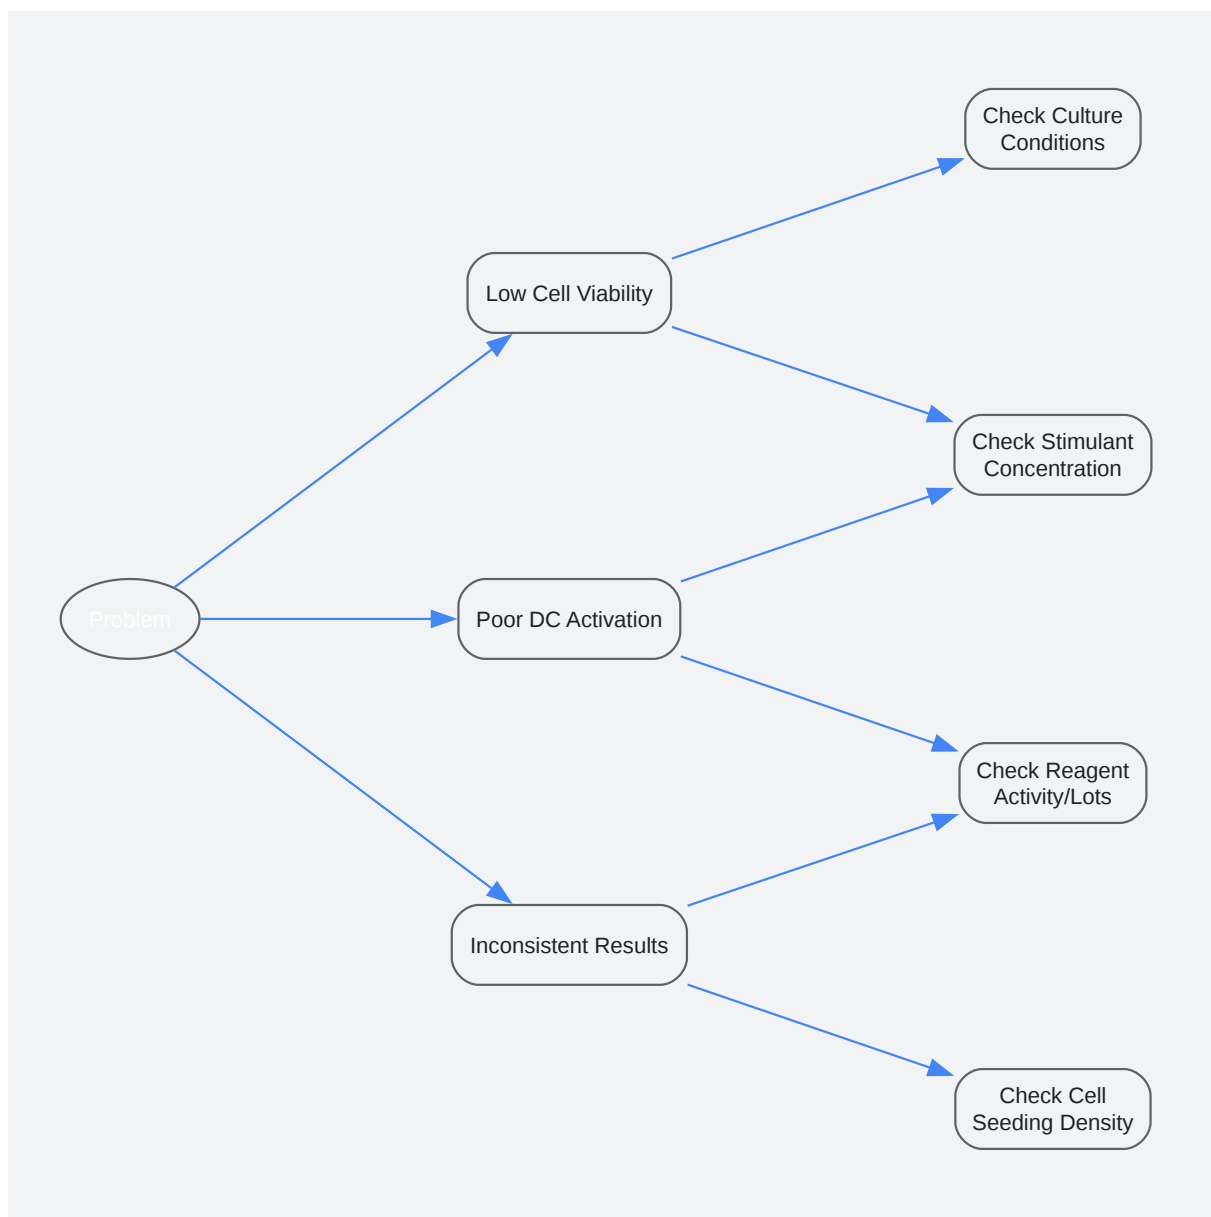 Problem
Low Cell Viability
Poor DC Activation
Inconsistent Results
Check Culture
Conditions
Check Stimulant
Concentration
Check Reagent
Activity/Lots
Check Cell
Seeding Density